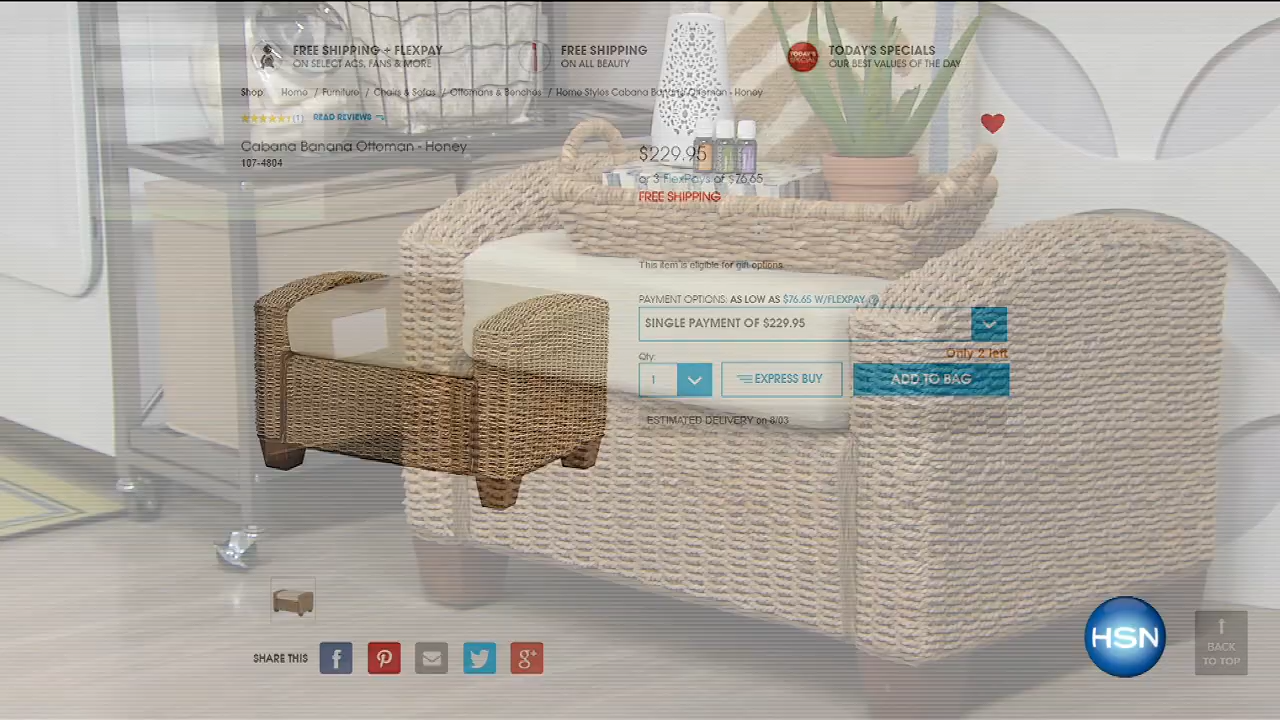 FREE SHIPPING + FLEXPAY
ON SELECT ACS, FANS & MORE
FREE SHIPPING
ON ALL BEAUTY
TODAY'S SPECIALS
OUR BEST VALUES OF THE DAY
TODAY'S SPECIAL
Shop Home / Furniture / Chairs & Sofas / Ottomans & Benches / Home Styles Cabana Banana Ottoman - Honey
(1) READ REVIEWS
Cabana Banana Ottoman - Honey
107-4804
$229.95
or 3 FlexPays of $76.65
FREE SHIPPING
This item is eligible for gift options.
PAYMENT OPTIONS: AS LOW AS $76.65 W/FLEXPAY ?
SINGLE PAYMENT OF $229.95
Only 2 left
Qty:
1
EXPRESS BUY
ADD TO BAG
ESTIMATED DELIVERY on 8/03
SHARE THIS
f
g+
HSN
BACK
TO TOP